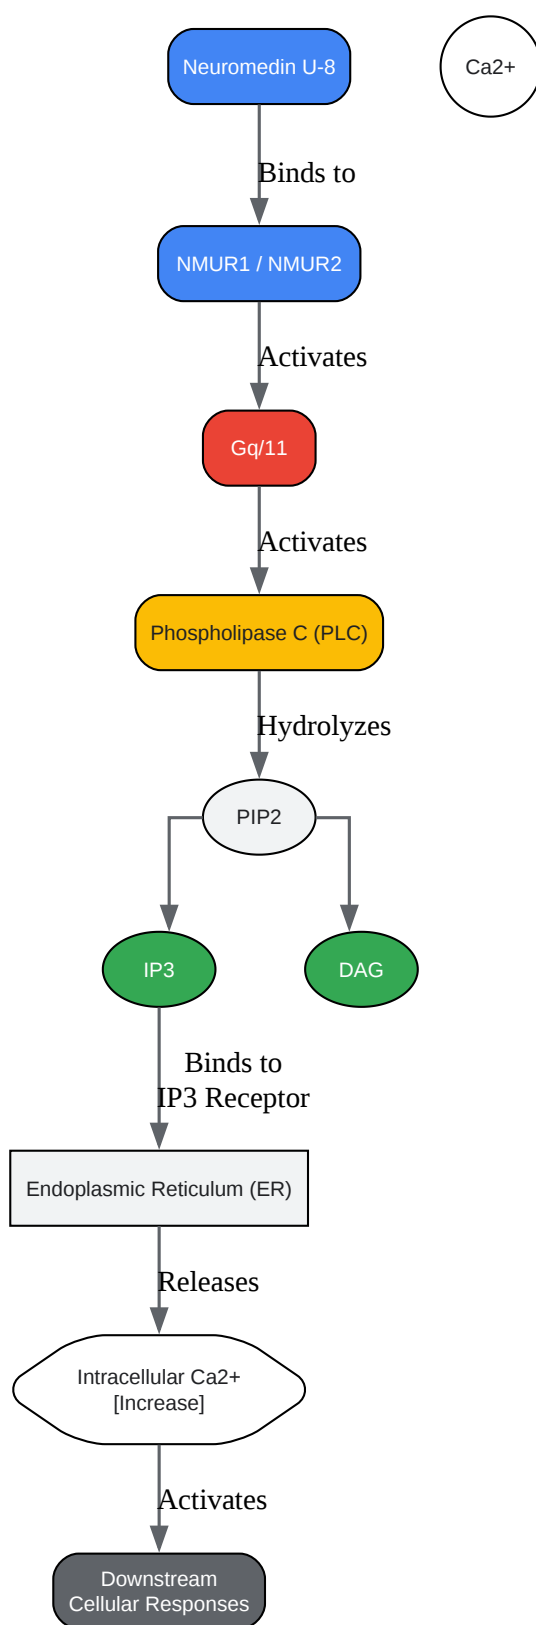 Neuromedin U-8
Ca2+
Binds to
NMUR1 / NMUR2
Activates
Gq/11
Activates
Phospholipase C (PLC)
Hydrolyzes
PIP2
IP3
DAG
Binds to
IP3 Receptor
Endoplasmic Reticulum (ER)
Releases
Intracellular Ca2+
[Increase]
Activates
Downstream
Cellular Responses